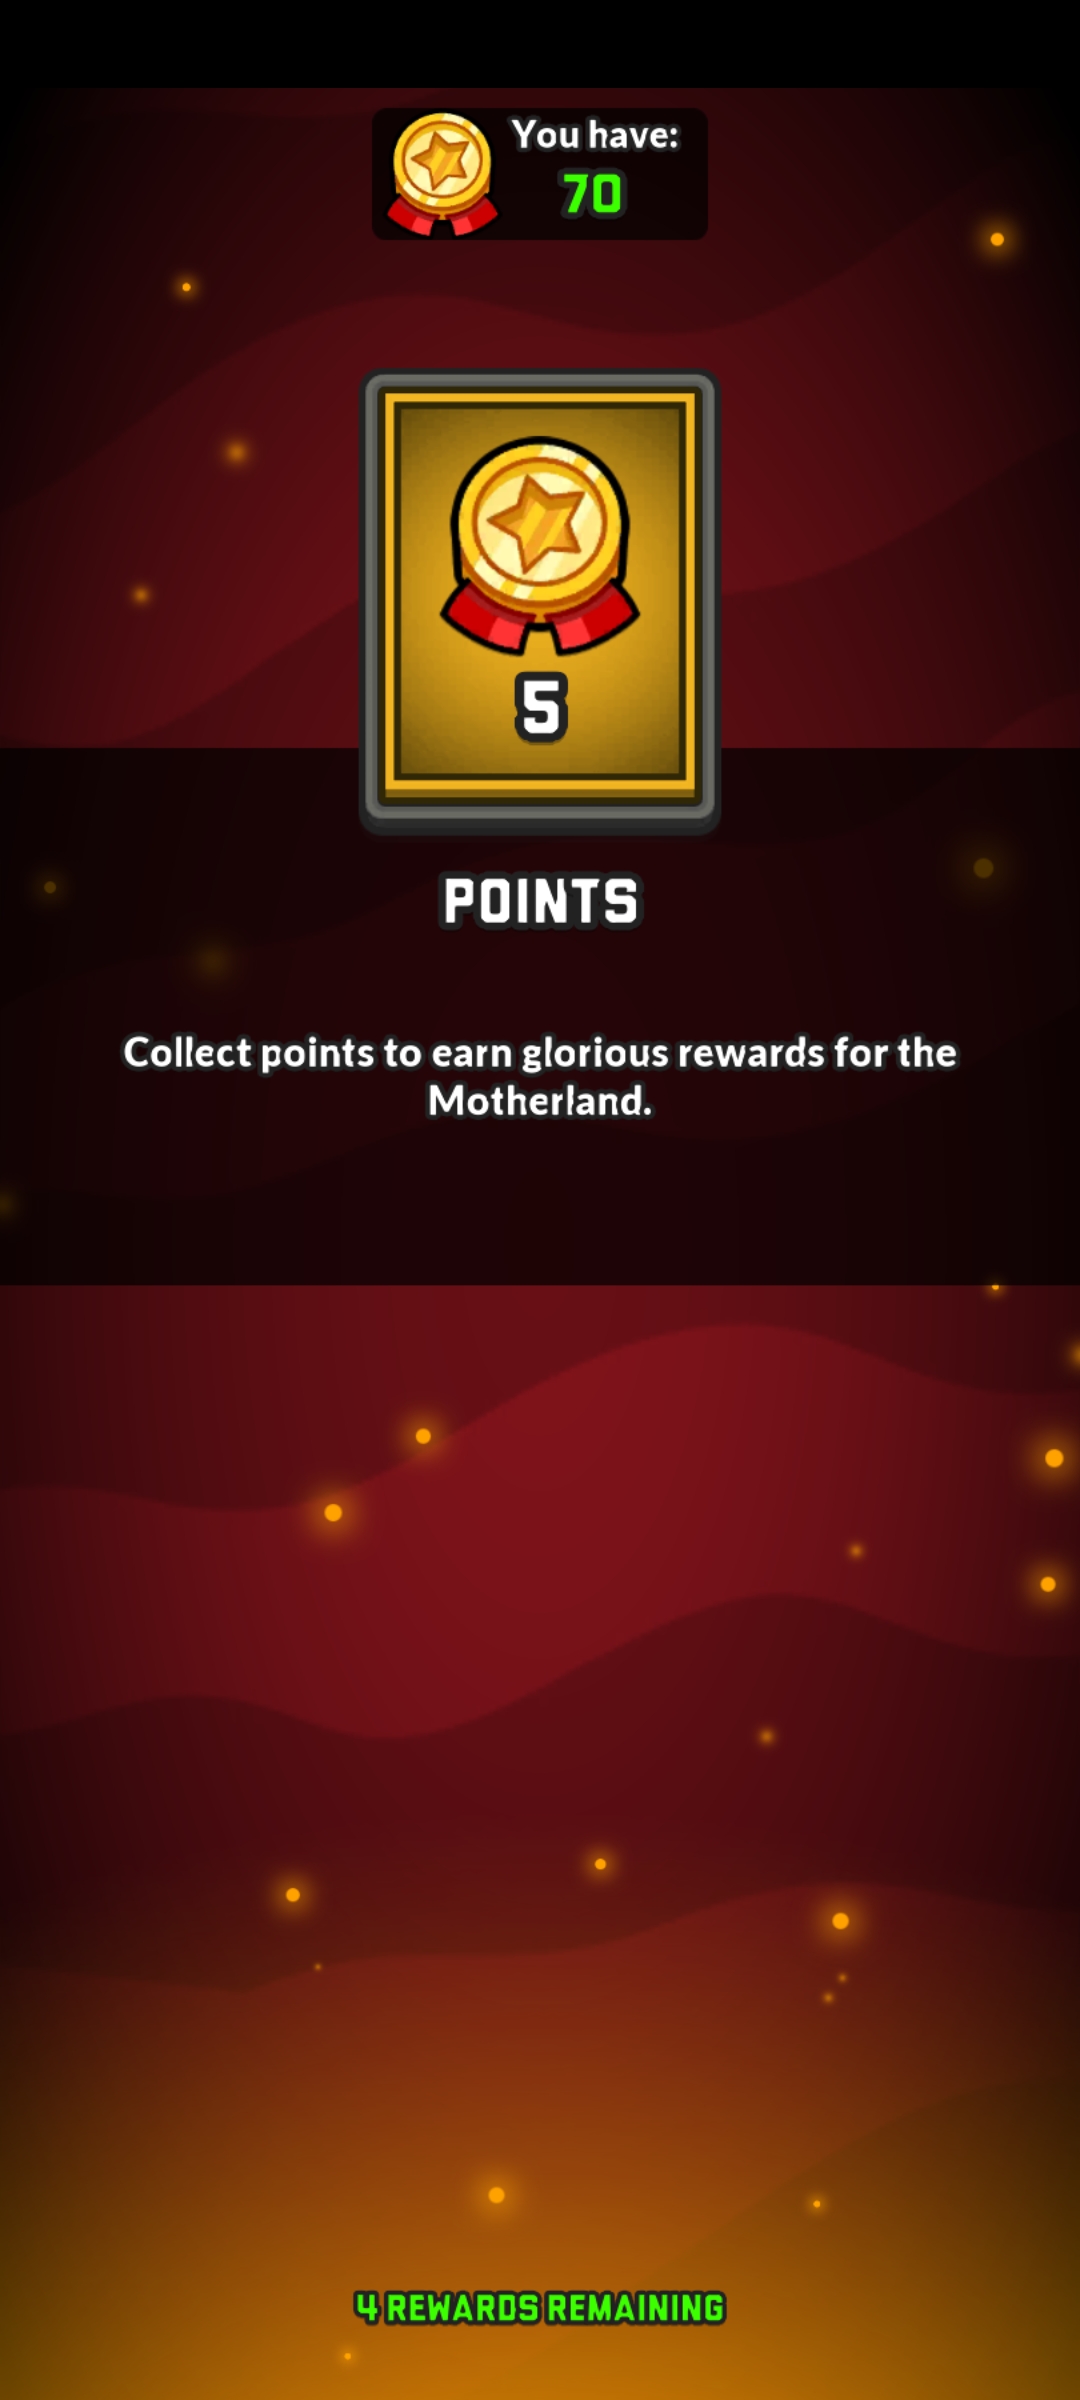 You have:
70
5
POINTS
Collect points to earn glorious rewards for the
Motherland.
4 REWARDS REMAINING